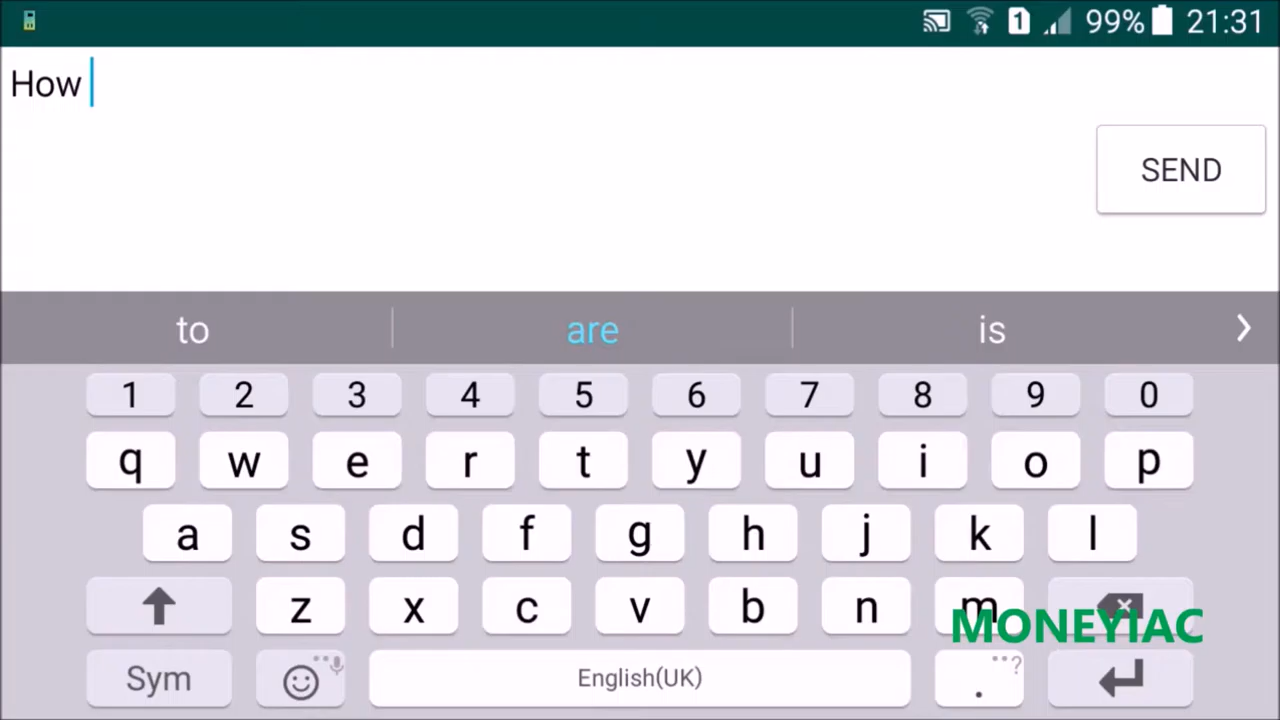 1 99% 21:31
How
SEND
to are is
1 2 3 4 5 6 7 8 9 0
q w e r t y u i o p
a s d f g h j k l
z x c v b n m
MONEYIAC
Sym English(UK) . ?